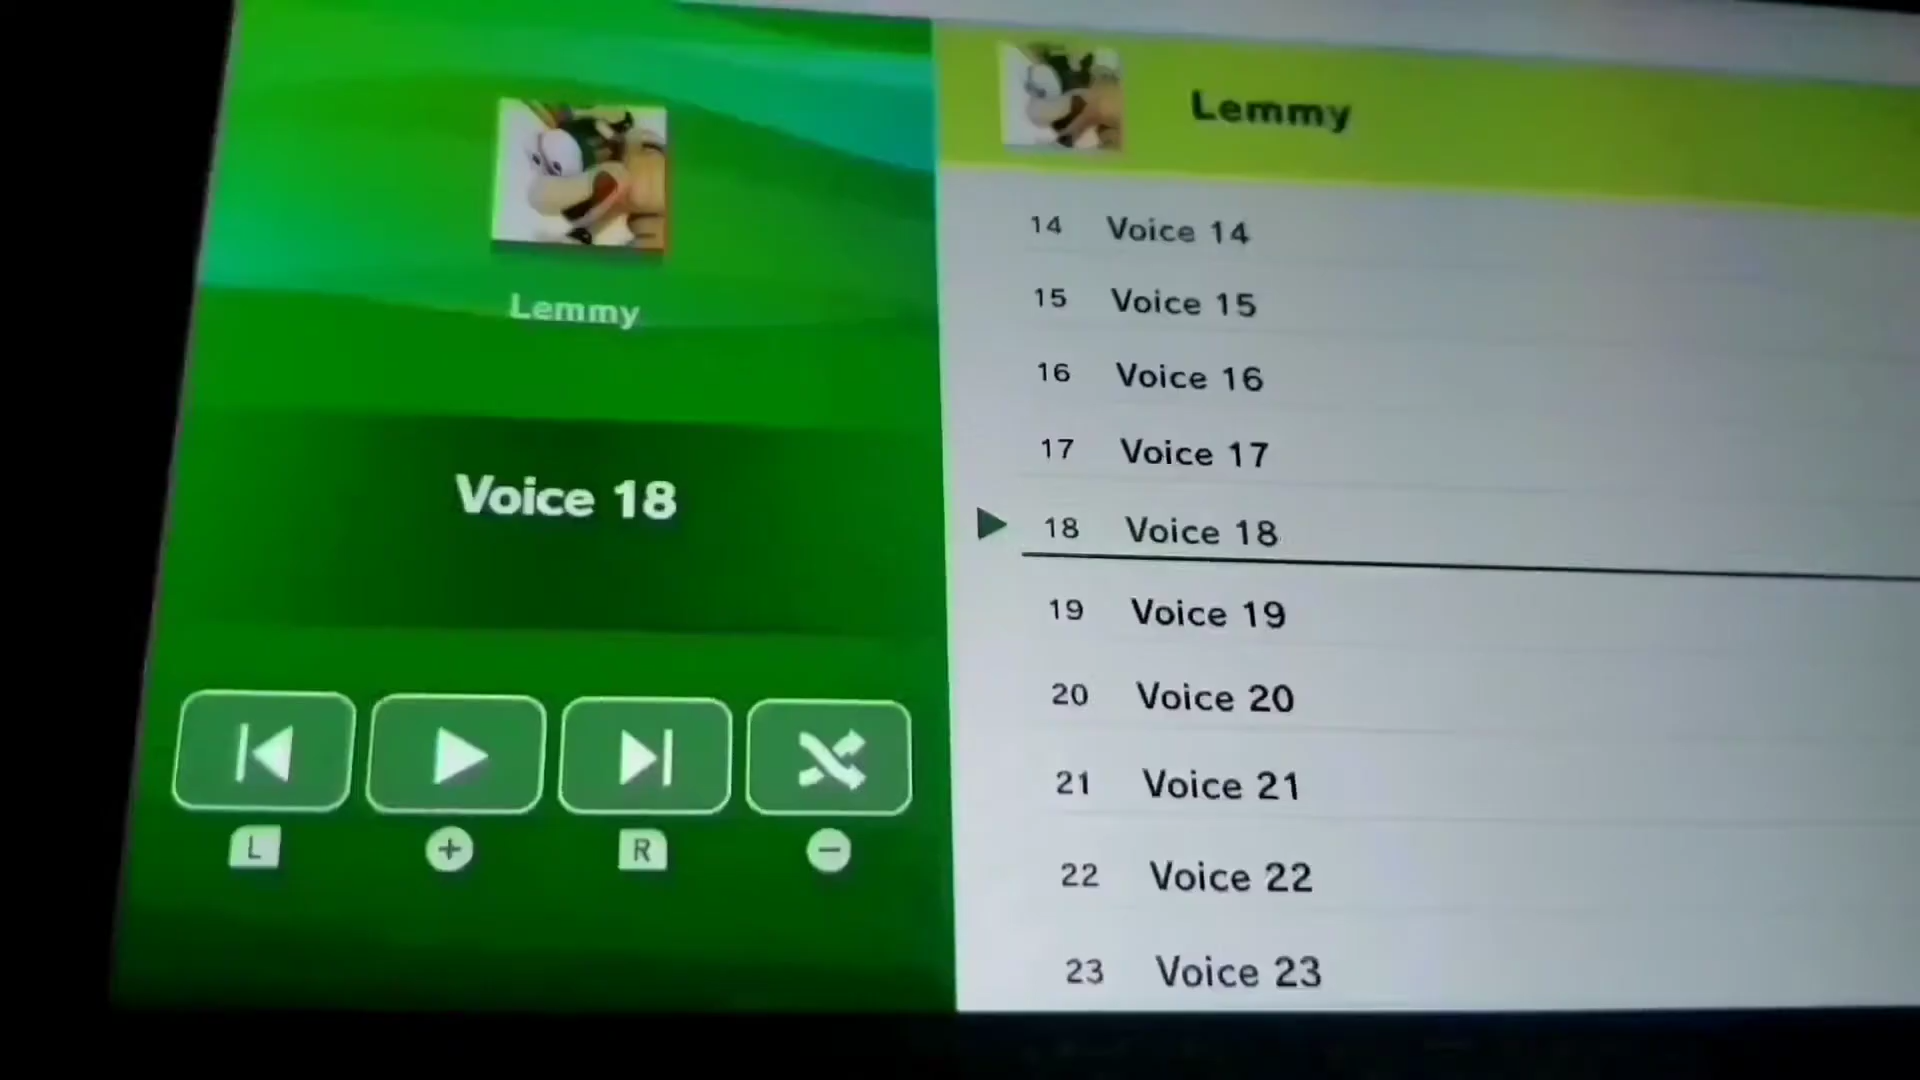 Lemmy
Voice 18
L
+
R
−
Lemmy
14 Voice 14
15 Voice 15
16 Voice 16
17 Voice 17
18 Voice 18
19 Voice 19
20 Voice 20
21 Voice 21
22 Voice 22
23 Voice 23